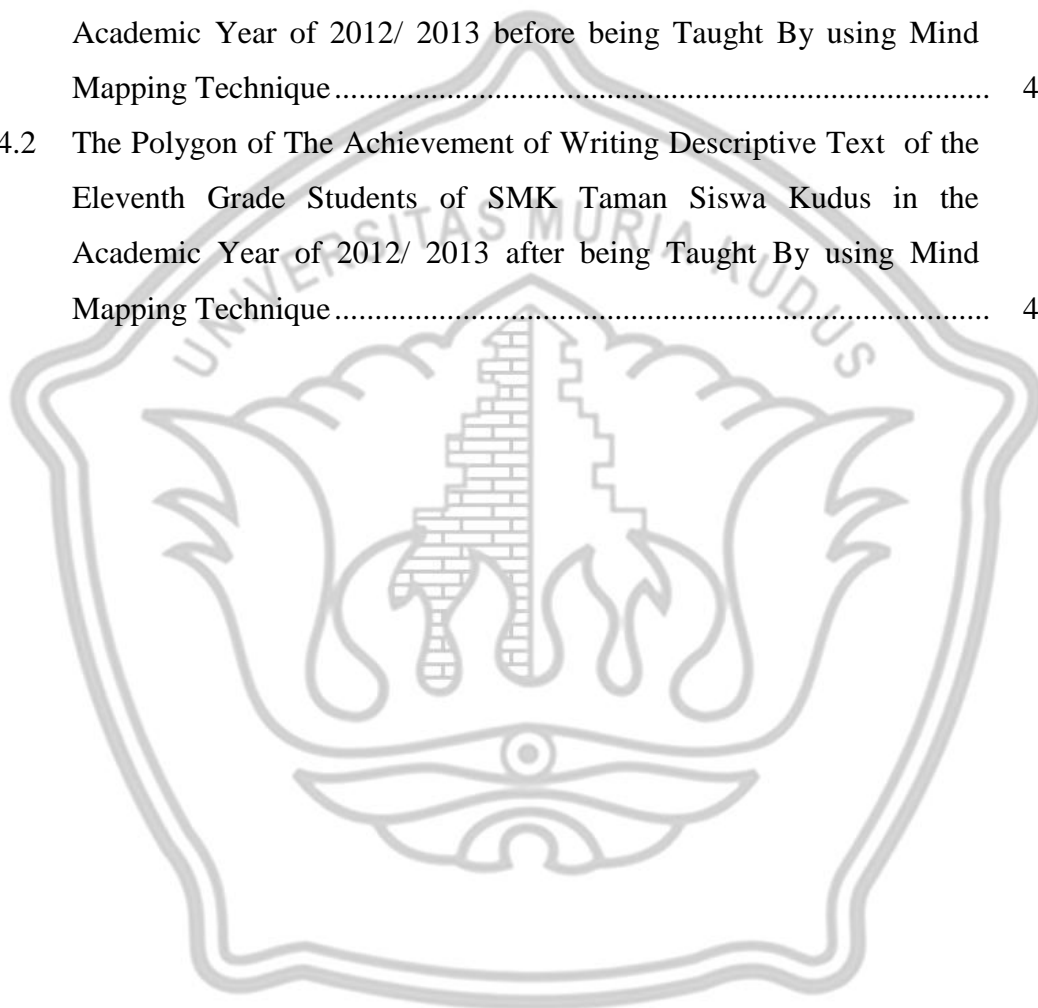 Academic Year of 2012/ 2013 before being Taught By using Mind
Mapping Technique ........................................................................... 4
4.2 The Polygon of The Achievement of Writing Descriptive Text of the
Eleventh Grade Students of SMK Taman Siswa Kudus in the
Academic Year of 2012/ 2013 after being Taught By using Mind
Mapping Technique ........................................................................... 4
UNIVERSITAS MURIA KUDUS